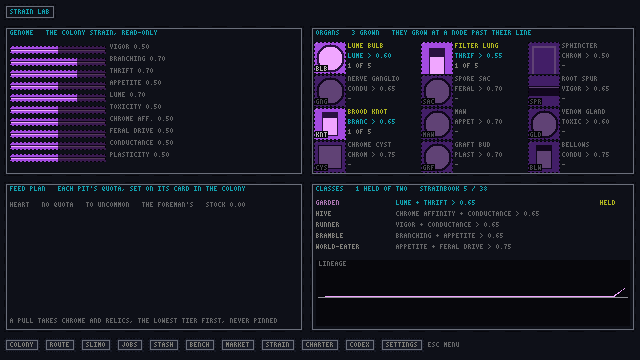 STRAIN LAB
GENOME THE COLONY STRAIN, READ-ONLY
VIGOR 0.50
BRANCHING 0.70
THRIFT 0.70
APPETITE 0.50
LUME 0.70
TOXICITY 0.50
CHROME AFF. 0.50
FERAL DRIVE 0.50
CONDUCTANCE 0.50
PLASTICITY 0.50
ORGANS 3 GROWN THEY GROW AT A NODE PAST THEIR LINE
BLB
LUME BULB
LUME > 0.60
1 OF 5
FILTER LUNG
THRIF > 0.55
1 OF 5
SPHINCTER
CHROM > 0.50
-
GNG
NERVE GANGLIO
CONDU > 0.65
-
SAC
SPORE SAC
FERAL > 0.70
-
SPR
ROOT SPUR
VIGOR > 0.65
-
KNT
BROOD KNOT
BRANC > 0.65
1 OF 5
MAW
MAW
APPET > 0.70
-
GLD
VENOM GLAND
TOXIC > 0.60
-
CYS
CHROME CYST
CHROM > 0.75
-
GRF
GRAFT BUD
PLAST > 0.70
-
BLW
BELLOWS
CONDU > 0.75
-
FEED PLAN EACH PIT'S QUOTA, SET ON ITS CARD IN THE COLONY
HEART NO QUOTA TO UNCOMMON THE FOREMAN'S STOCK 0.00
A PULL TAKES CHROME AND RELICS, THE LOWEST TIER FIRST, NEVER PINNED
CLASSES 1 HELD OF TWO STRAINBOOK 5 / 38
GARDEN LUME + THRIFT > 0.65 HELD
HIVE CHROME AFFINITY + CONDUCTANCE > 0.65
RUNNER VIGOR + CONDUCTANCE > 0.65
BRAMBLE BRANCHING + APPETITE > 0.65
WORLD-EATER APPETITE + FERAL DRIVE > 0.75
LINEAGE
COLONY ROUTE SLIMO JOBS STASH BENCH MARKET STRAIN CHARTER CODEX SETTINGS ESC MENU